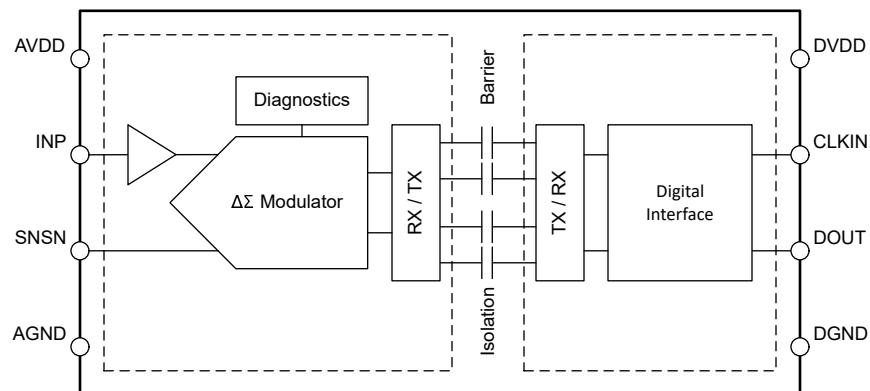 AVDD
INP
SNSN
AGND
Diagnostics
ΔΣ Modulator
RX / TX
Barrier
Isolation
TX / RX
Digital
Interface
DVDD
CLKIN
DOUT
DGND